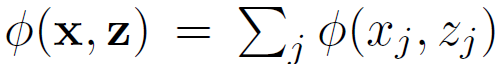 ϕ(𝐱, 𝐳) = ∑_j ϕ(x_j, z_j)